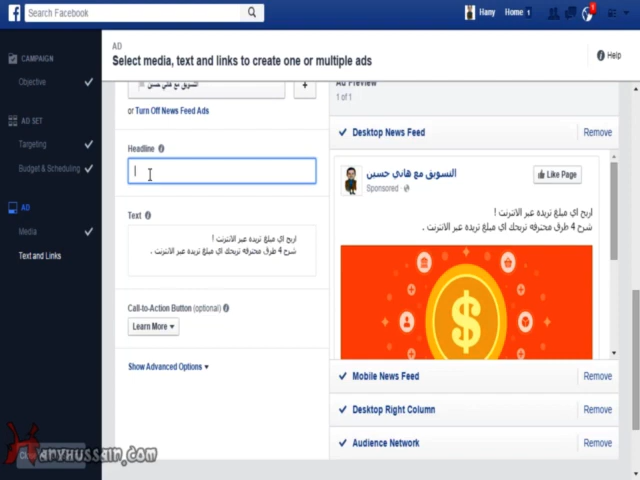 Search Facebook
Hany
Home 1
1
CAMPAIGN
Objective
AD SET
Targeting
Budget & Scheduling
AD
Media
Text and Links
AD
Select media, text and links to create one or multiple ads
Help
التسويق مع هاني حسين
+
or Turn Off News Feed Ads
Headline
Text
اربح اي مبلغ تريده عبر الانترنت !
شرح 4 طرق محترفه تربحك اي مبلغ تريده عبر الانترنت .
Call-to-Action Button (optional)
Learn More
Show Advanced Options
Ad Preview
1 of 1
Desktop News Feed
Remove
التسويق مع هاني حسين
Sponsored ·
Like Page
اربح اي مبلغ تريده عبر الانترنت !
شرح 4 طرق محترفه تربحك اي مبلغ تريده عبر الانترنت .
$
Mobile News Feed
Remove
Desktop Right Column
Remove
Audience Network
Remove
HANYHUSSAIN.COM